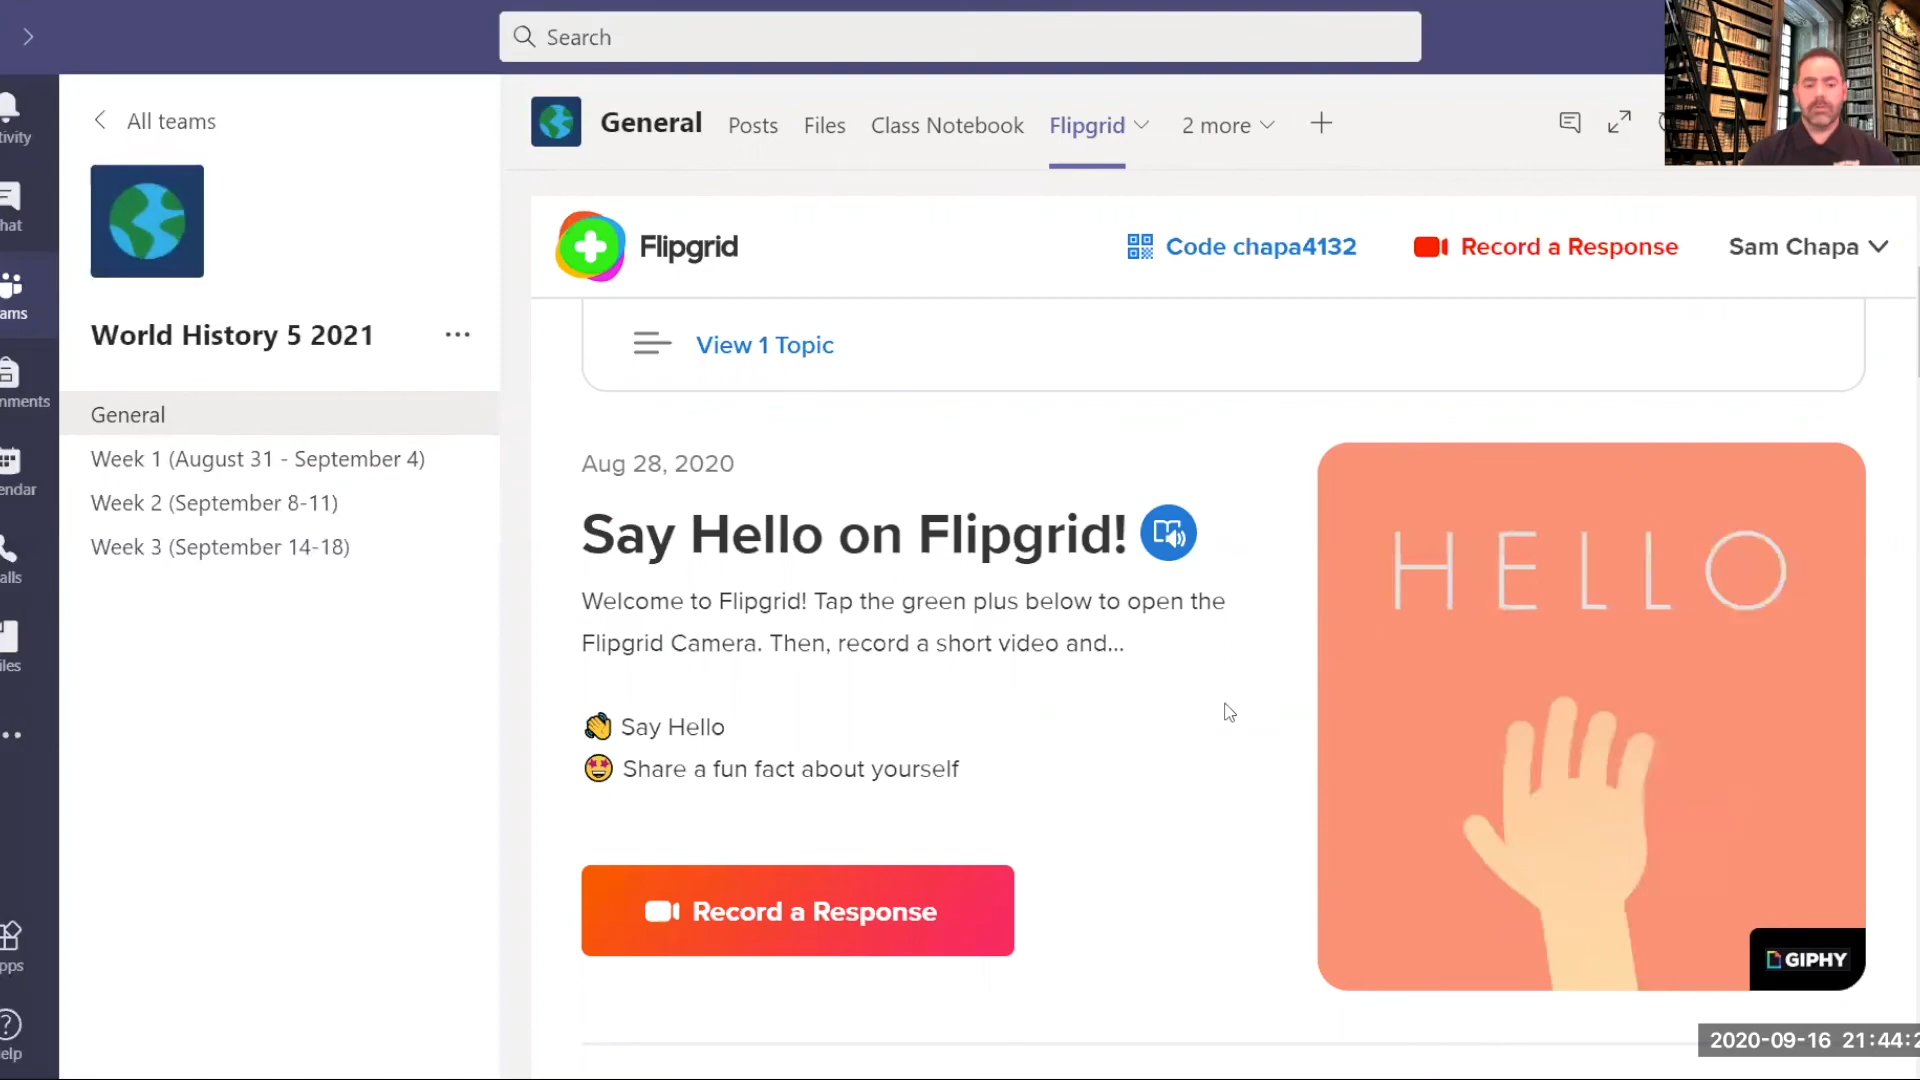 Search
All teams
World History 5 2021
General
Week 1 (August 31 - September 4)
Week 2 (September 8-11)
Week 3 (September 14-18)
General
Posts
Files
Class Notebook
Flipgrid
2 more
Flipgrid
Code chapa4132
Record a Response
Sam Chapa
View 1 Topic
Aug 28, 2020
Say Hello on Flipgrid!
Welcome to Flipgrid! Tap the green plus below to open the
Flipgrid Camera. Then, record a short video and...
👋 Say Hello
🤩 Share a fun fact about yourself
Record a Response
HELLO
GIPHY
2020-09-16 21:44:2